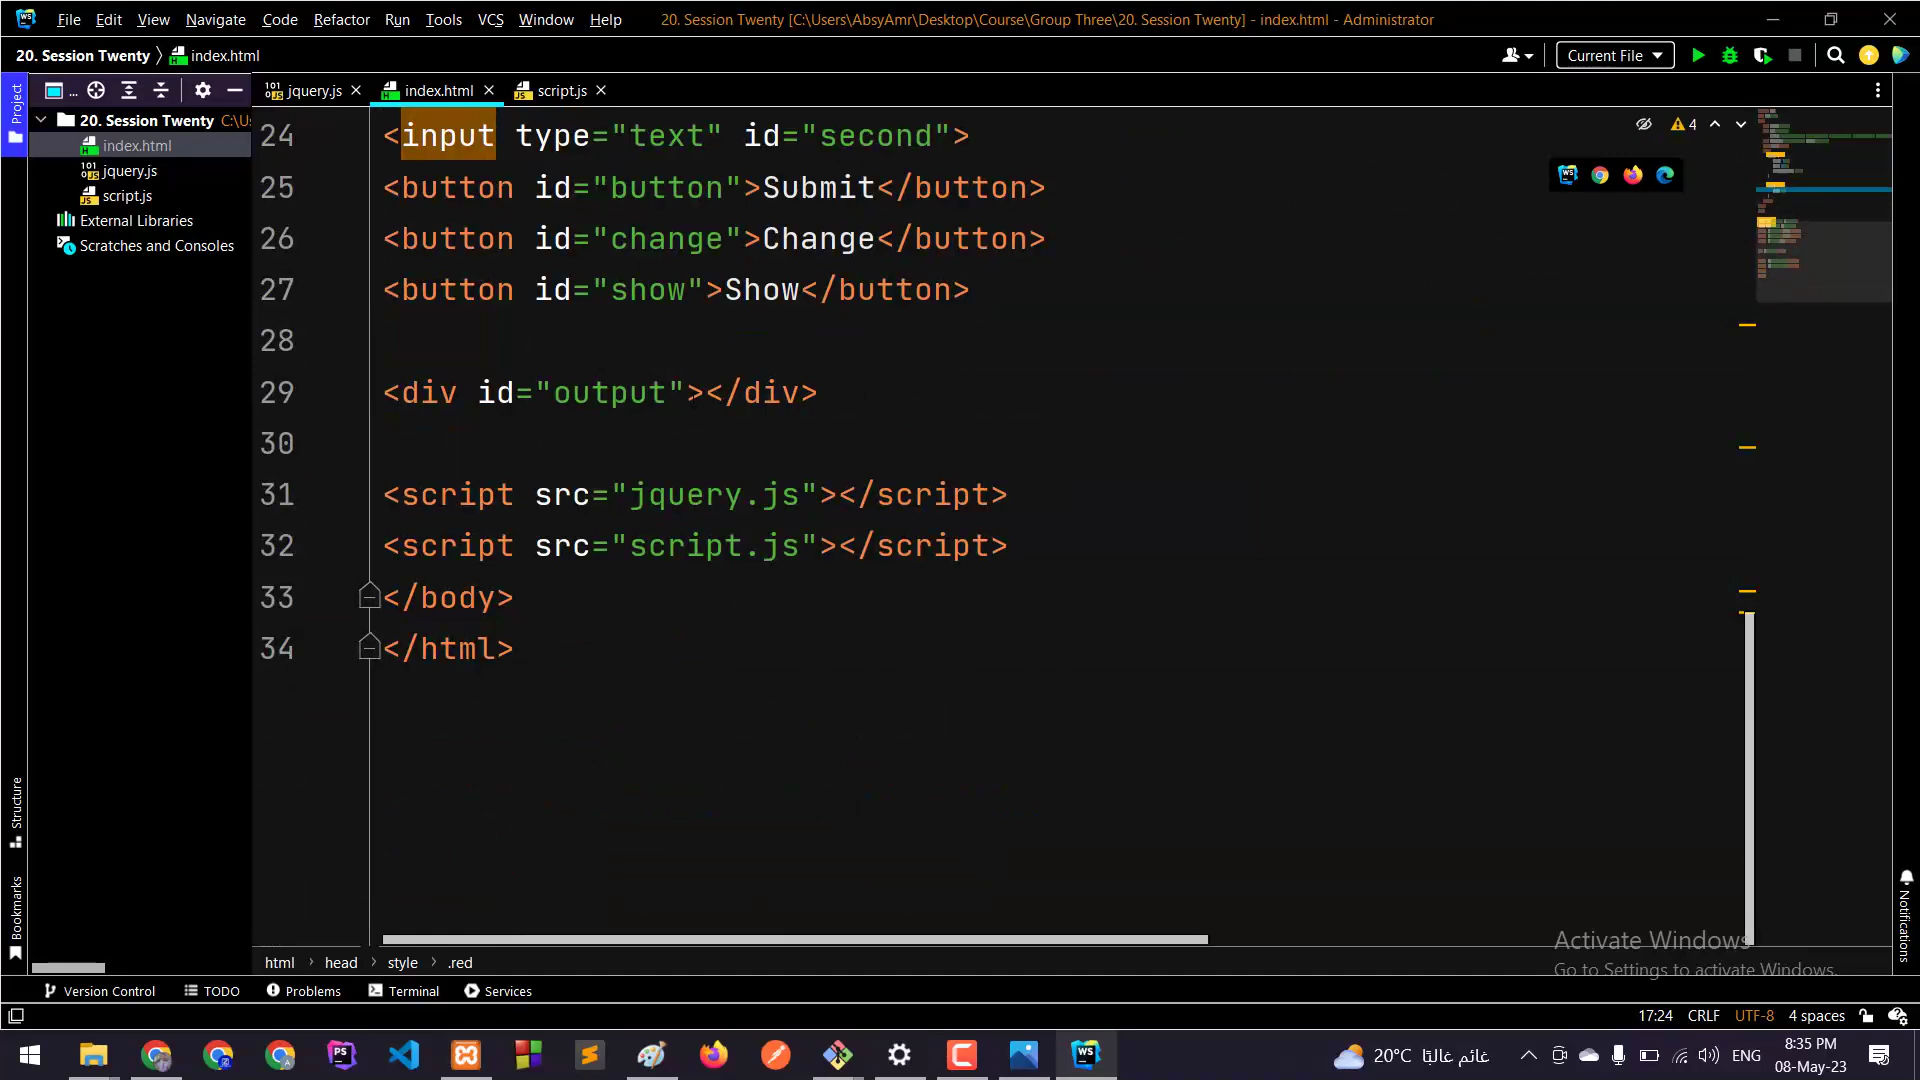 File Edit View Navigate Code Refactor Run Tools VCS Window Help 20. Session Twenty [C:\Users\AbsyAmr\Desktop\Course\Group Three\20. Session Twenty] - index.html - Administrator
20. Session Twenty index.html Current File
Project ... jquery.js index.html script.js
20. Session Twenty C:\U
index.html
jquery.js
script.js
External Libraries
Scratches and Consoles
4
24 <input type="text" id="second">
25 <button id="button">Submit</button>
26 <button id="change">Change</button>
27 <button id="show">Show</button>
28
29 <div id="output"></div>
30
31 <script src="jquery.js"></script>
32 <script src="script.js"></script>
33 </body>
34 </html>
Structure
Bookmarks
Notifications
Activate Windows
Go to Settings to activate Windows.
html head style .red
Version Control TODO Problems Terminal Services
17:24 CRLF UTF-8 4 spaces
20°C غائم غالبًا ENG 8:35 PM
08-May-23